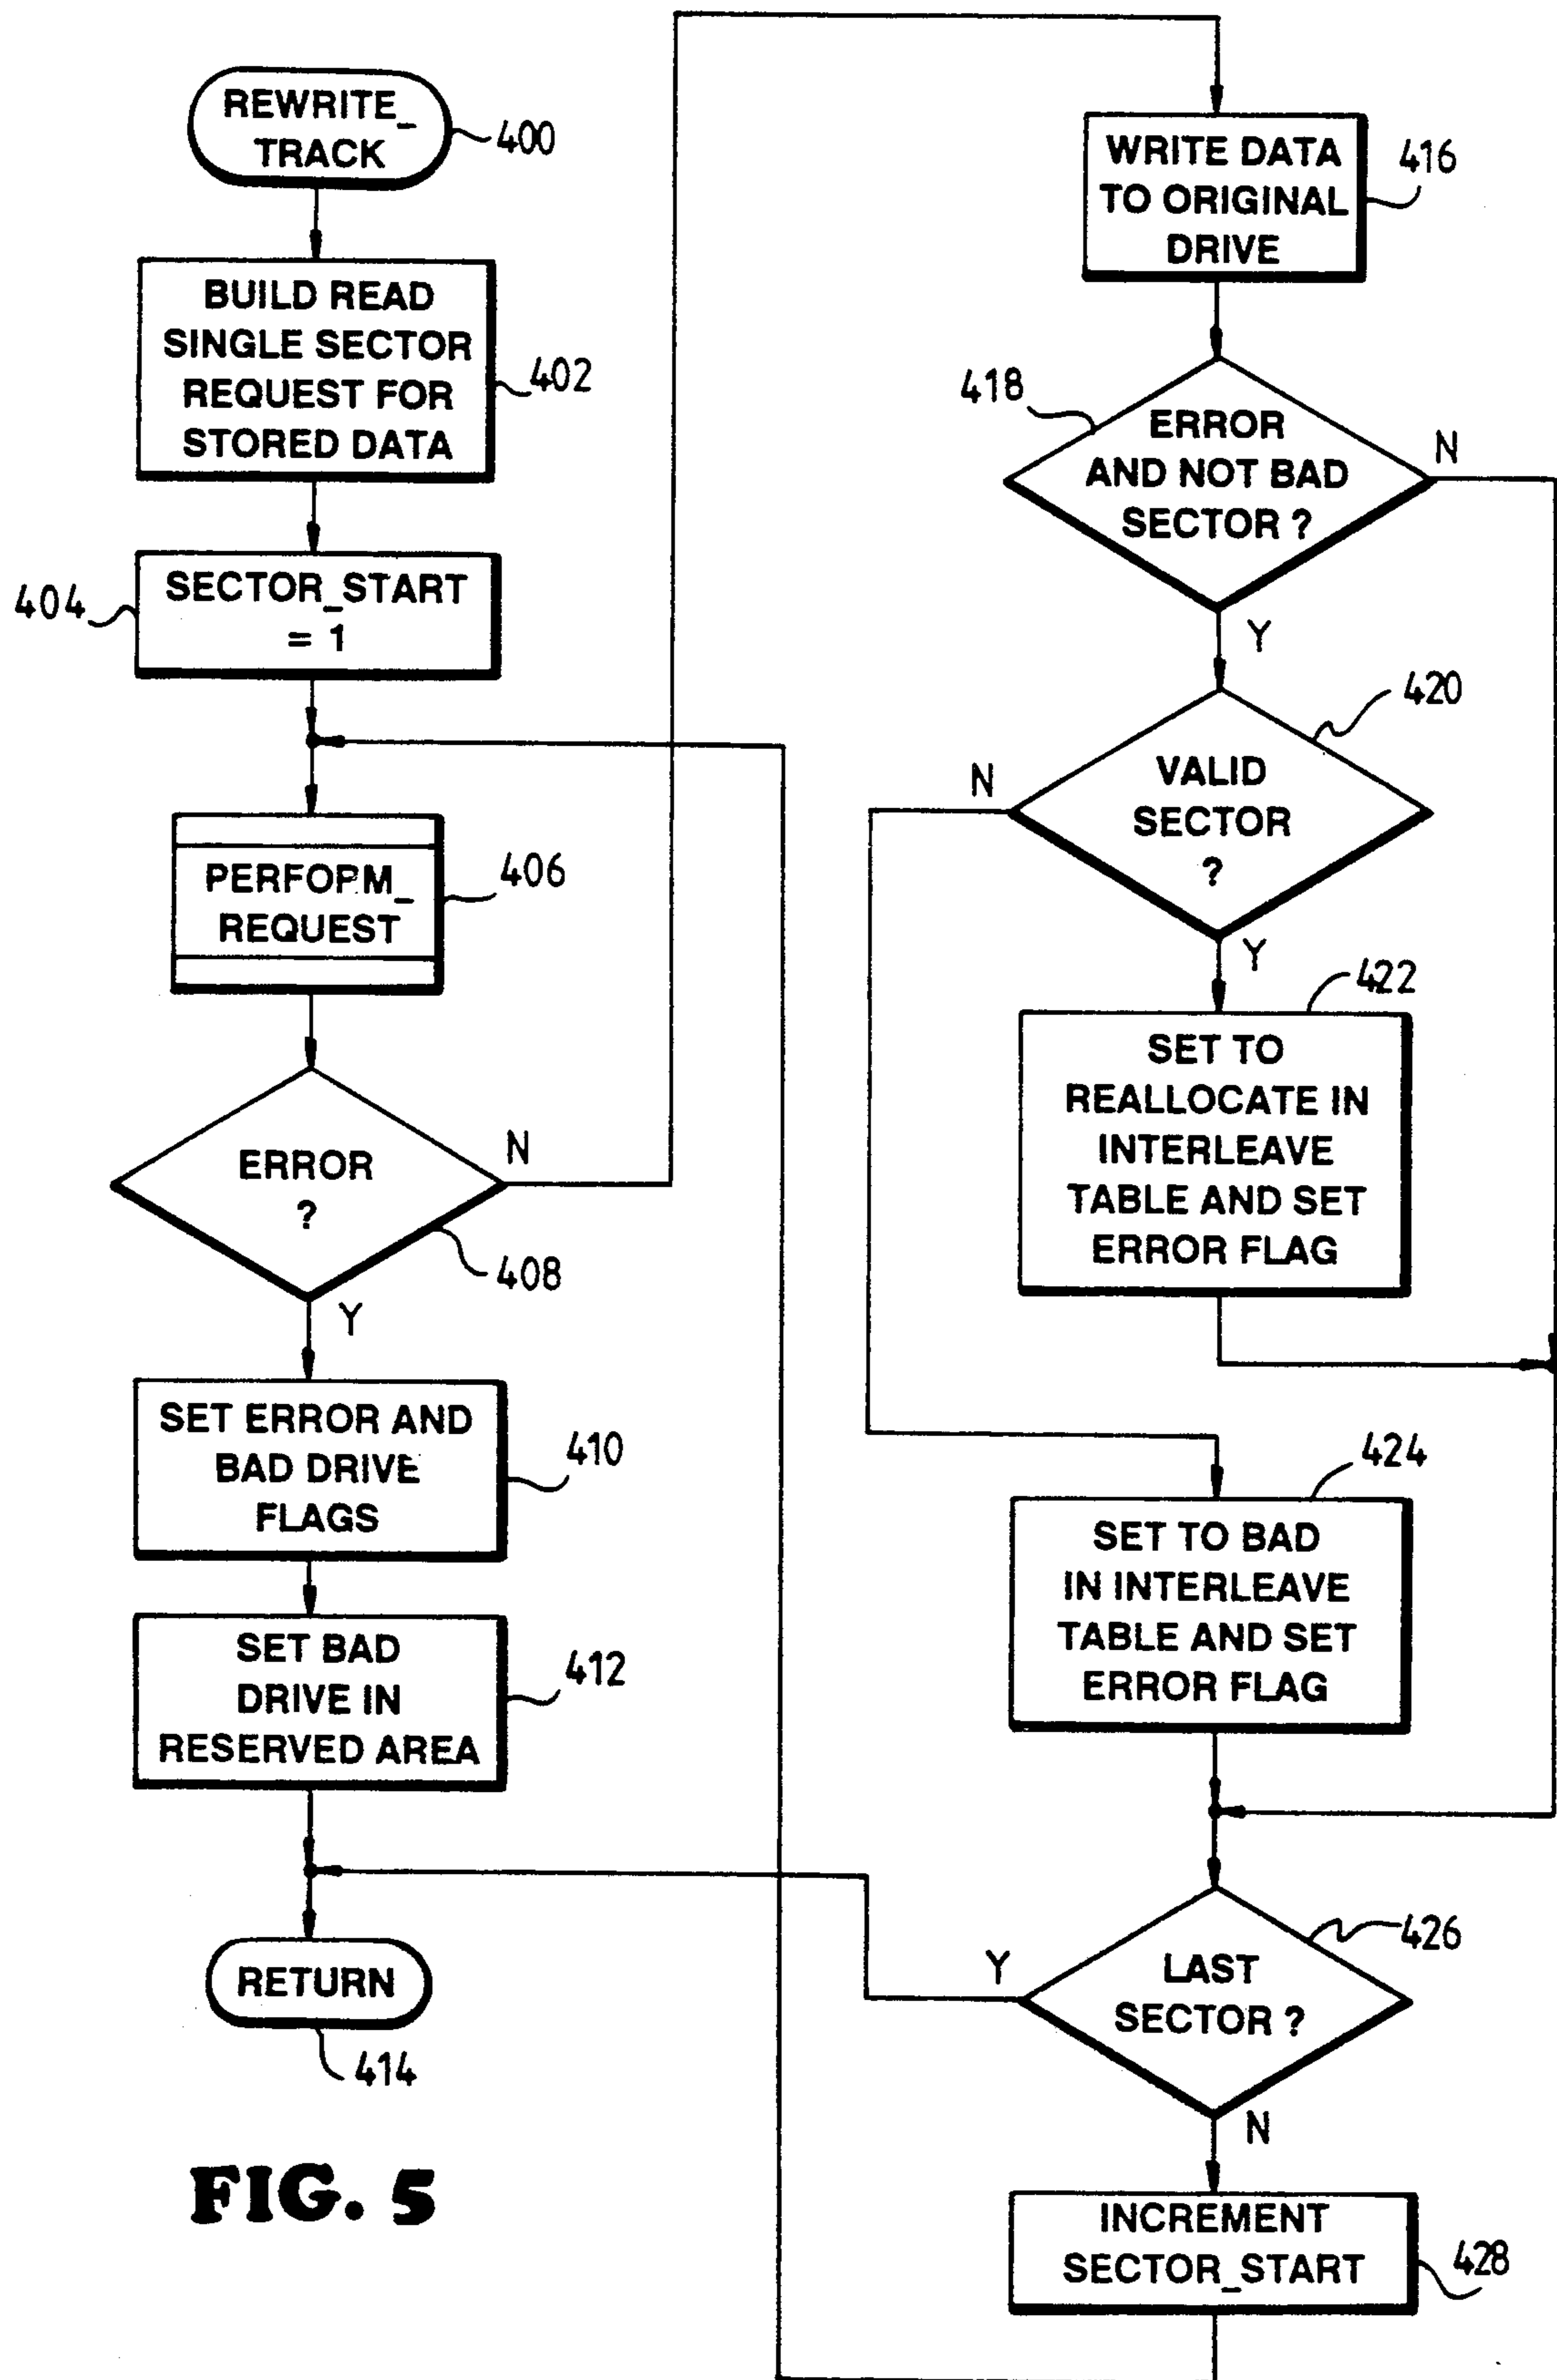 REWRITE_
TRACK
400
BUILD READ
SINGLE SECTOR
REQUEST FOR
STORED DATA
402
404
SECTOR_START
= 1
PERFORM_
REQUEST
406
ERROR
?
N
408
Y
SET ERROR AND
BAD DRIVE
FLAGS
410
SET BAD
DRIVE IN
RESERVED AREA
412
RETURN
414
FIG. 5
WRITE DATA
TO ORIGINAL
DRIVE
416
418
ERROR
AND NOT BAD
SECTOR ?
N
Y
420
VALID
SECTOR
?
N
Y
422
SET TO
REALLOCATE IN
INTERLEAVE
TABLE AND SET
ERROR FLAG
424
SET TO BAD
IN INTERLEAVE
TABLE AND SET
ERROR FLAG
426
LAST
SECTOR ?
Y
N
INCREMENT
SECTOR_START
428